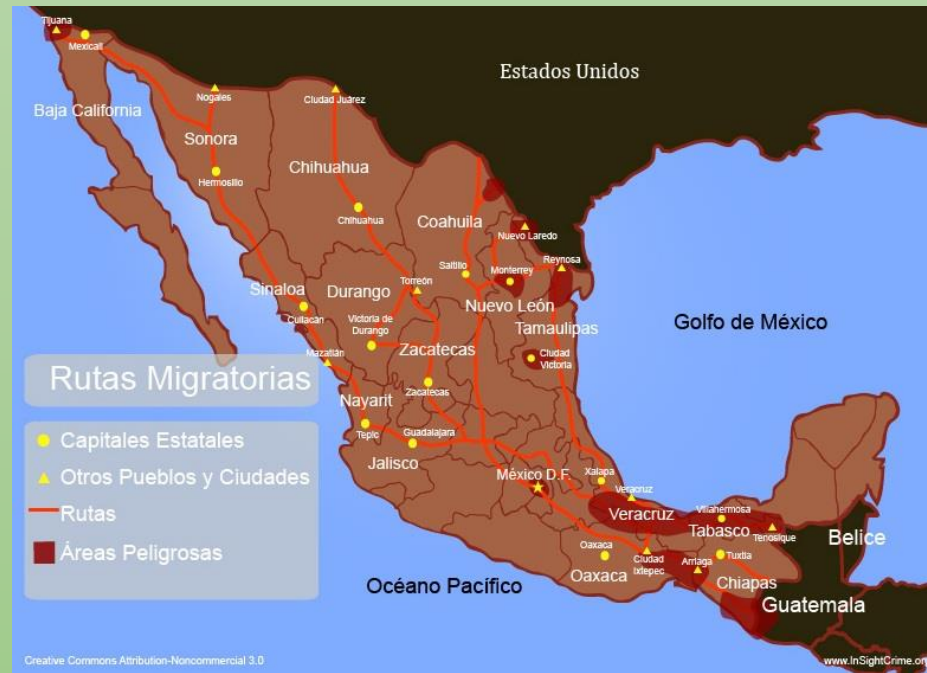 Tijuana
Mexicali
Estados Unidos
Nogales
Ciudad Juárez
Baja California
Sonora
Chihuahua
Hermosillo
Chihuahua
Coahuila
Nuevo Laredo
Reynosa
Saltillo
Monterrey
Torreón
Sinaloa
Durango
Nuevo León
Culiacán
Victoria de
Durango
Tamaulipas
Golfo de México
Zacatecas
Ciudad
Victoria
Mazatlán
Rutas Migratorias
Zacatecas
Nayarit
Tepic
Guadalajara
Jalisco
Capitales Estatales
Otros Pueblos y Ciudades
Rutas
Áreas Peligrosas
México D.F.
Xalapa
Veracruz
Veracruz
Villahermosa
Tabasco
Tenosique
Belice
Oaxaca
Oaxaca
Ciudad
Ixtepec
Arriaga
Tuxtla
Chiapas
Océano Pacífico
Guatemala
Creative Commons Attribution-Noncommercial 3.0
www.InSightCrime.org